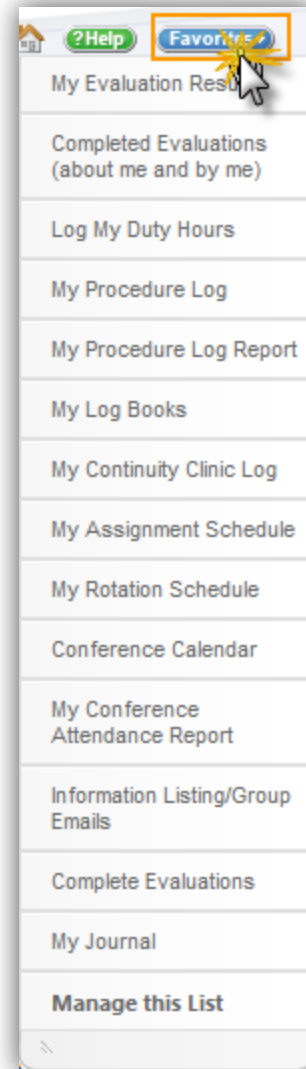 ?Help Favorites
My Evaluation Res
Completed Evaluations
(about me and by me)
Log My Duty Hours
My Procedure Log
My Procedure Log Report
My Log Books
My Continuity Clinic Log
My Assignment Schedule
My Rotation Schedule
Conference Calendar
My Conference
Attendance Report
Information Listing/Group
Emails
Complete Evaluations
My Journal
Manage this List